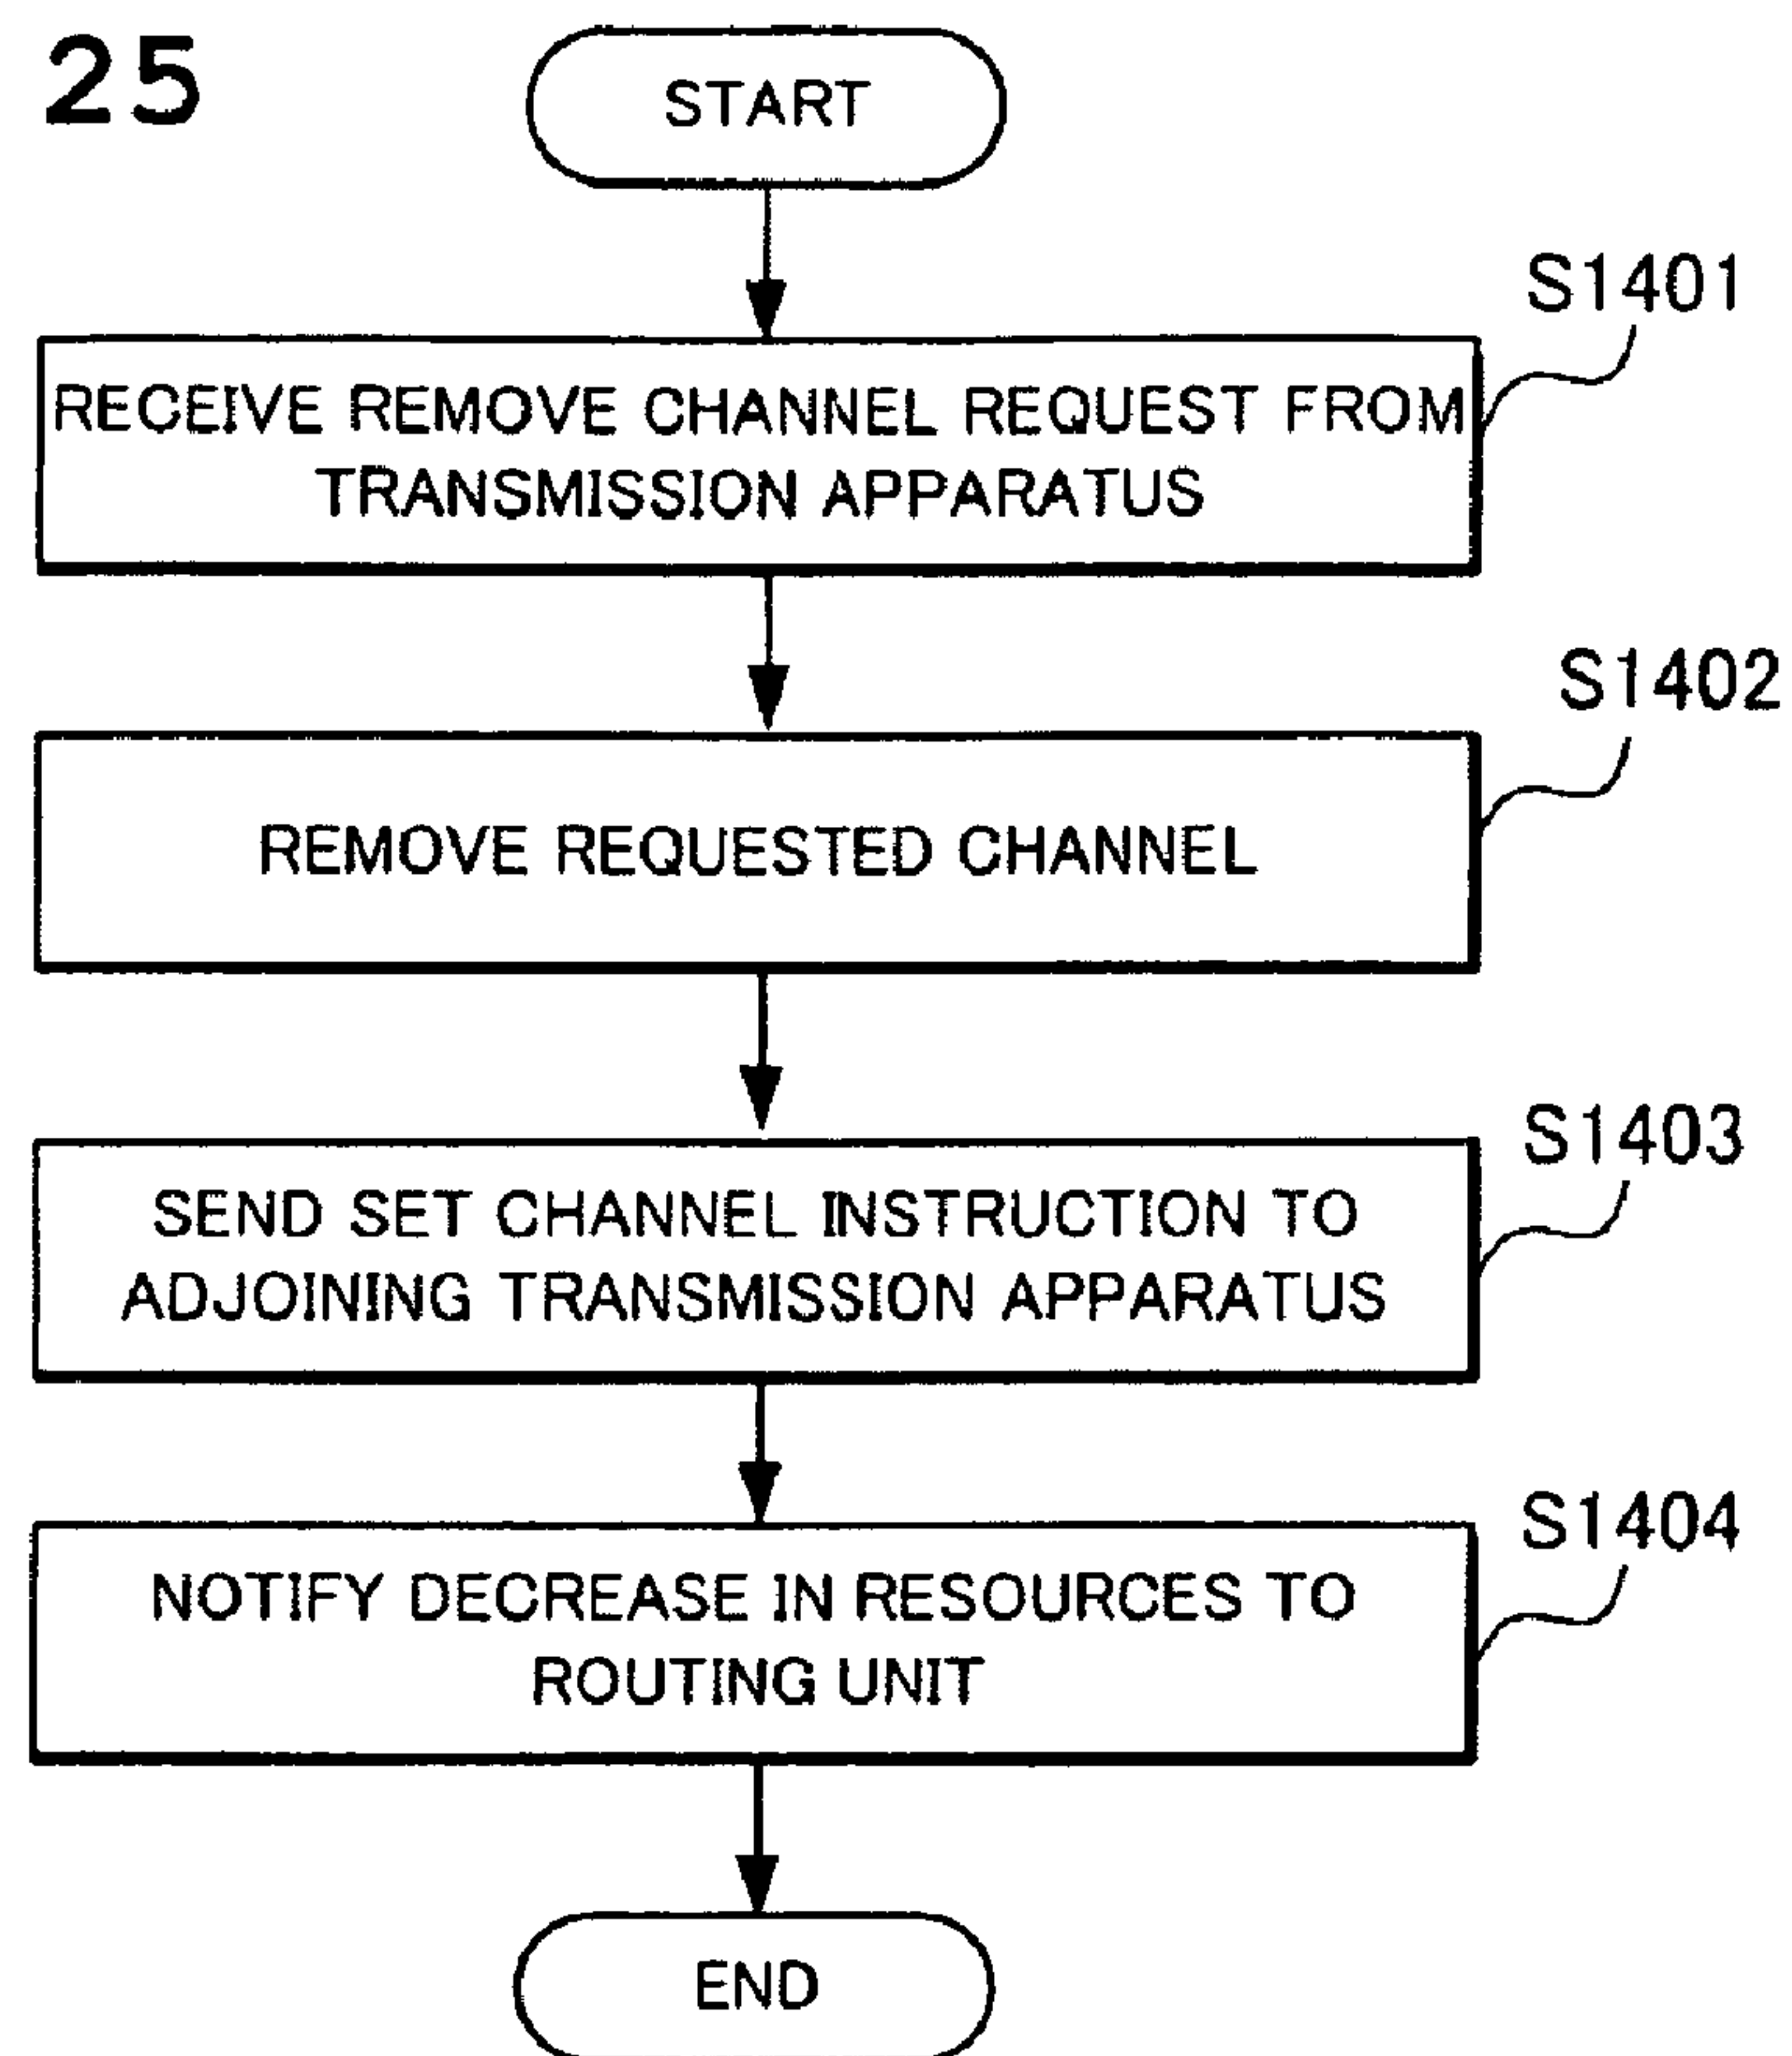 25
START
S1401
RECEIVE REMOVE CHANNEL REQUEST FROM
TRANSMISSION APPARATUS
S1402
REMOVE REQUESTED CHANNEL
S1403
SEND SET CHANNEL INSTRUCTION TO
ADJOINING TRANSMISSION APPARATUS
S1404
NOTIFY DECREASE IN RESOURCES TO
ROUTING UNIT
END